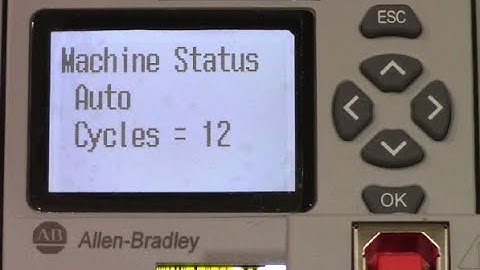 Machine Status
Auto
Cycles = 12
ESC
OK
AB Allen-Bradley